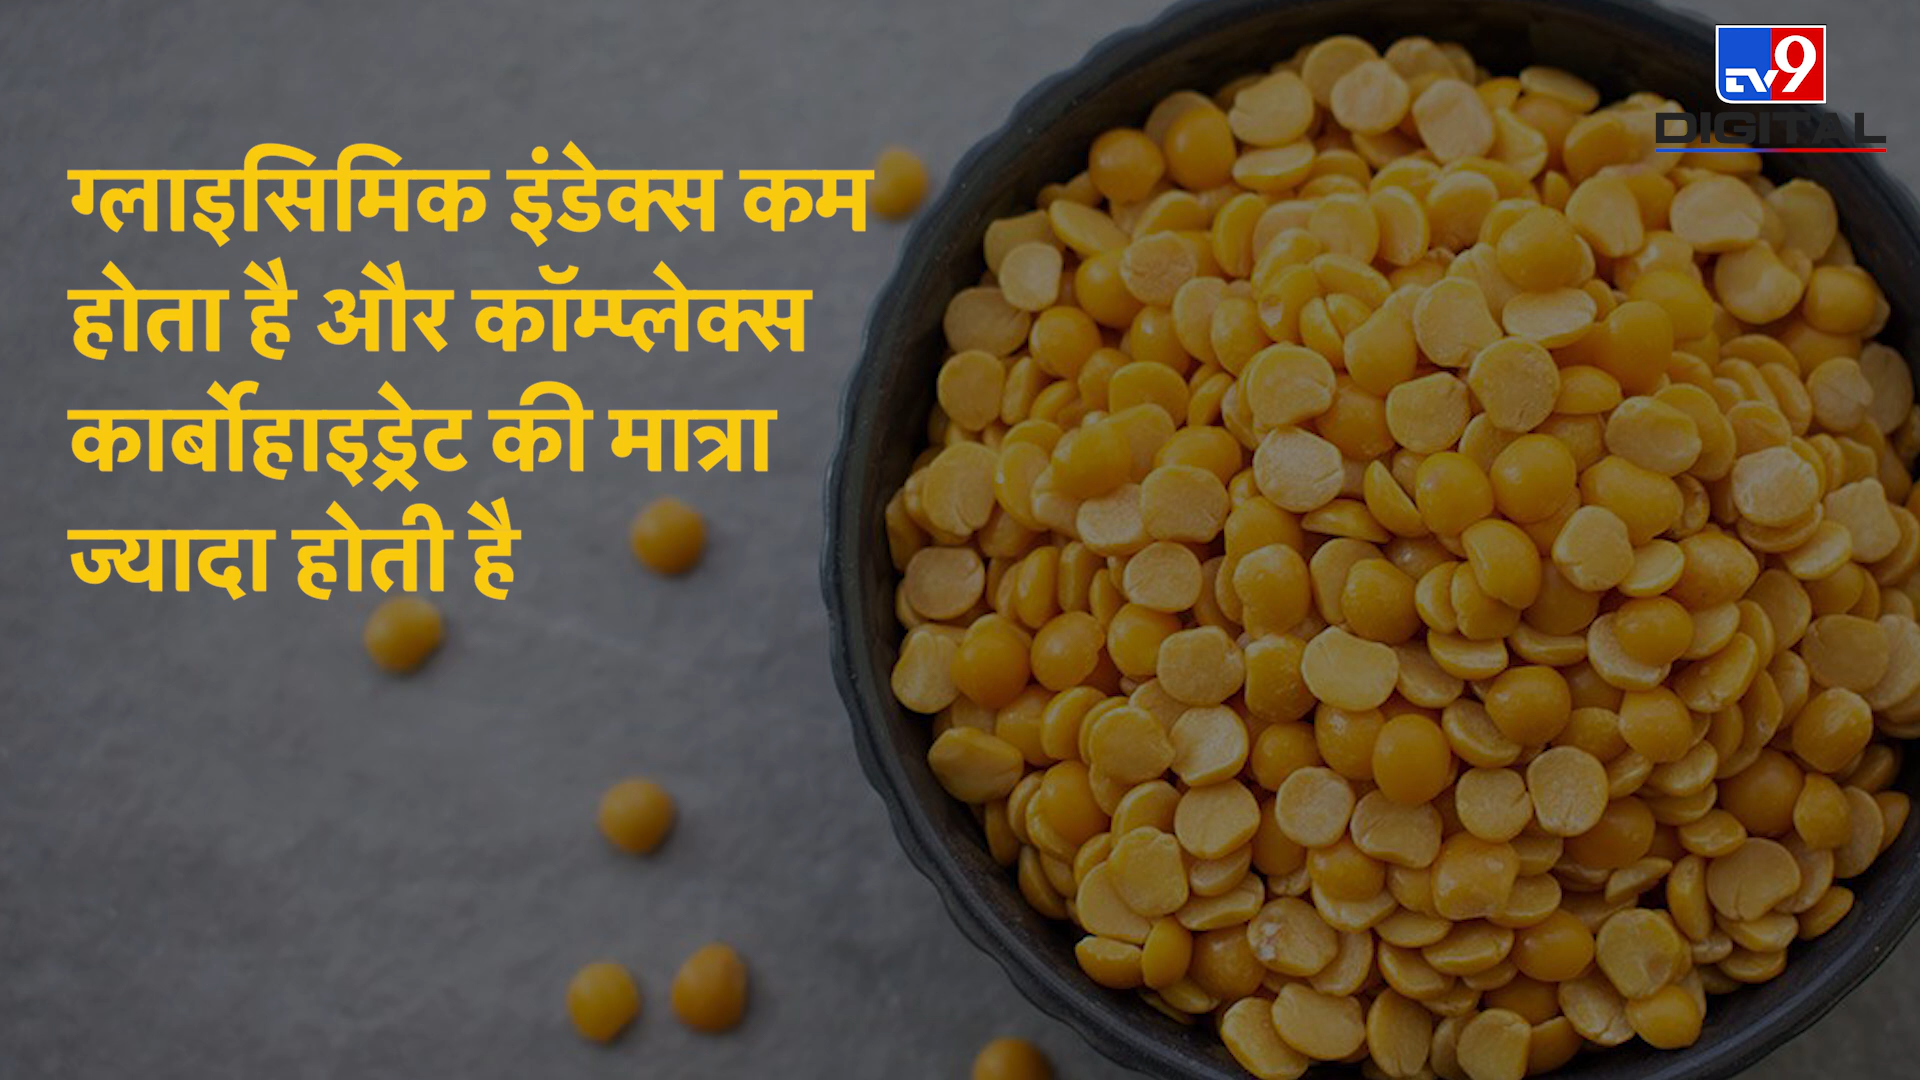 TV9
DIGITAL
ग्लाइसिमिक इंडेक्स कम
होता है और कॉम्प्लेक्स
कार्बोहाइड्रेट की मात्रा
ज्यादा होती है